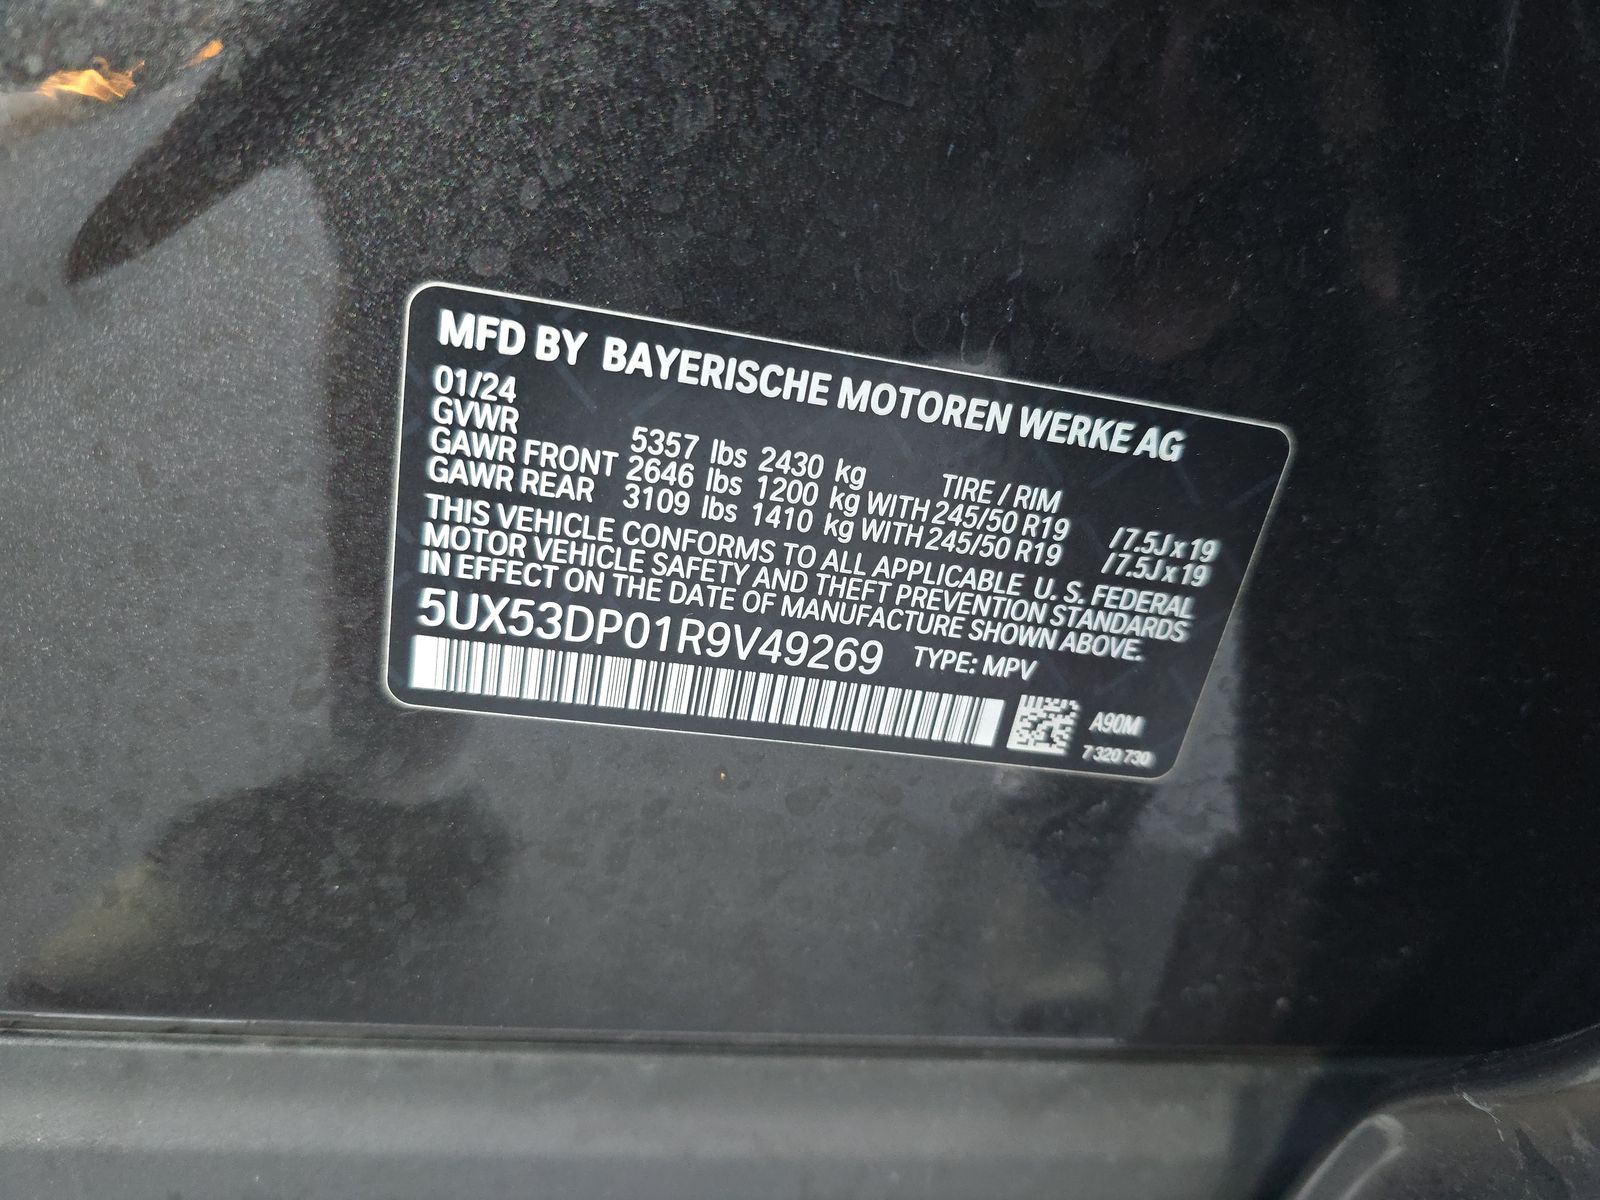 MFD BY BAYERISCHE MOTOREN WERKE AG
01/24
GVWR 5357 lbs 2430 kg TIRE / RIM
GAWR FRONT 2646 lbs 1200 kg WITH 245/50 R19 /7.5J x 19
GAWR REAR 3109 lbs 1410 kg WITH 245/50 R19 /7.5J x 19
THIS VEHICLE CONFORMS TO ALL APPLICABLE U. S. FEDERAL
MOTOR VEHICLE SAFETY AND THEFT PREVENTION STANDARDS
IN EFFECT ON THE DATE OF MANUFACTURE SHOWN ABOVE.
5UX53DP01R9V49269 TYPE: MPV
A90M
7 320 730